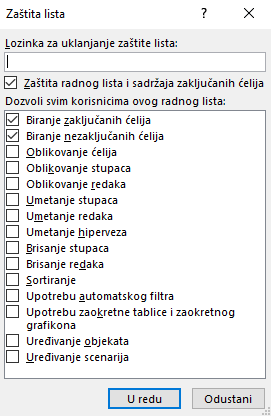 Zaštita lista
Lozinka za uklanjanje zaštite lista:
Zaštita radnog lista i sadržaja zaključanih ćelija
Dozvoli svim korisnicima ovog radnog lista:
Biranje zaključanih ćelija
Biranje nezaključanih ćelija
Oblikovanje ćelija
Oblikovanje stupaca
Oblikovanje redaka
Umetanje stupaca
Umetanje redaka
Umetanje hiperveza
Brisanje stupaca
Brisanje redaka
Sortiranje
Upotrebu automatskog filtra
Upotrebu zaokretne tablice i zaokretnog
grafikona
Uređivanje objekata
Uređivanje scenarija
U redu
Odustani